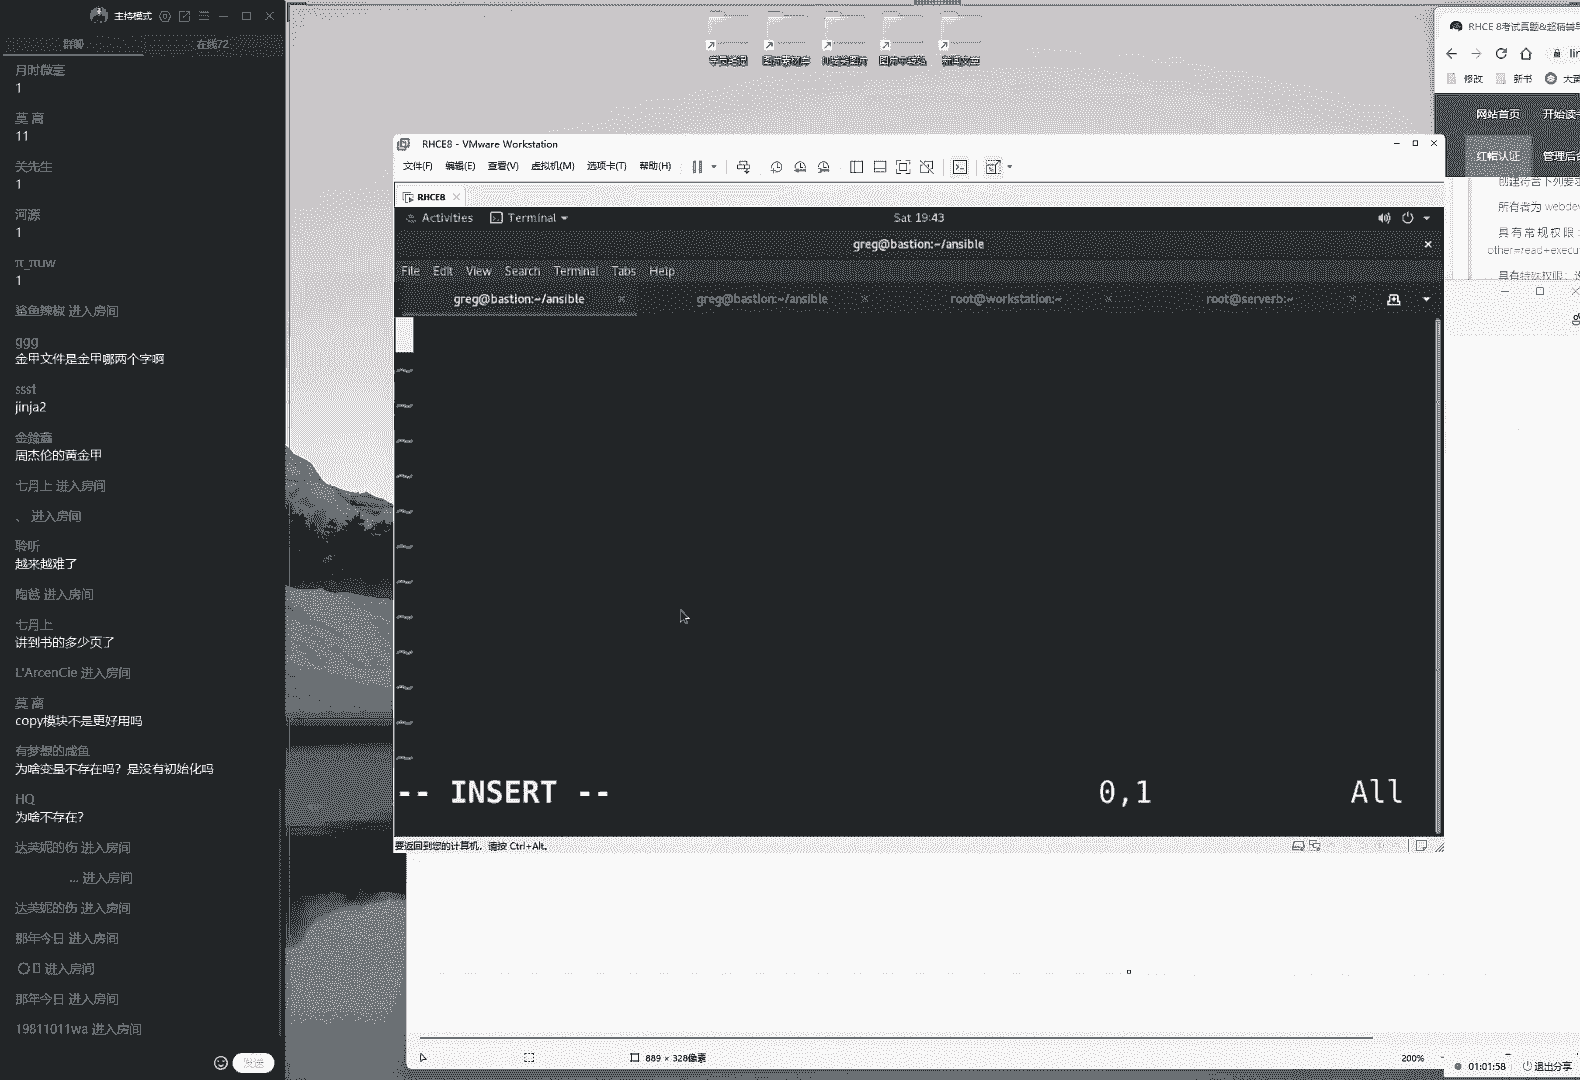 主持模式
群聊
在线72
月时微毫
1
莫 离
11
关先生
1
河源
1
π_πuw
1
鲨鱼辣椒 进入房间
ggg
金甲文件是金甲哪两个字啊
ssst
jinja2
周杰伦的黄金甲
七月上 进入房间
、 进入房间
聆听
越来越难了
陶爸 进入房间
七月上
讲到书的多少页了
L'ArcenCie 进入房间
莫 离
copy模块不是更好用吗
有梦想的咸鱼
为啥变量不存在吗？是没有初始化吗
HQ
为啥不存在？
达芙妮的伤 进入房间
... 进入房间
达芙妮的伤 进入房间
那年今日 进入房间
进入房间
那年今日 进入房间
19811011wa 进入房间
发送
RHCE8 - VMware Workstation
文件(F) 编辑(E) 查看(V) 虚拟机(M) 选项卡(T) 帮助(H)
RHCE8
Activities Terminal Sat 19:43
greg@bastion:~/ansible
File Edit View Search Terminal Tabs Help
greg@bastion:~/ansible greg@bastion:~/ansible root@workstation:~ root@serverb:~
~
~
~
~
~
~
~
~
~
~
~
~
-- INSERT -- 0,1 All
要返回到您的计算机，请按 Ctrl+Alt。
RHCE 8考试真题&超精辅导
修改 新书
网站首页 开始读
红帽认证 管理后台
创建符合下列要求
所有者为 webdev
具有常规权限：
other=read+execu
具有特殊权限：
889 × 328像素
200%
01:01:58 退出分享